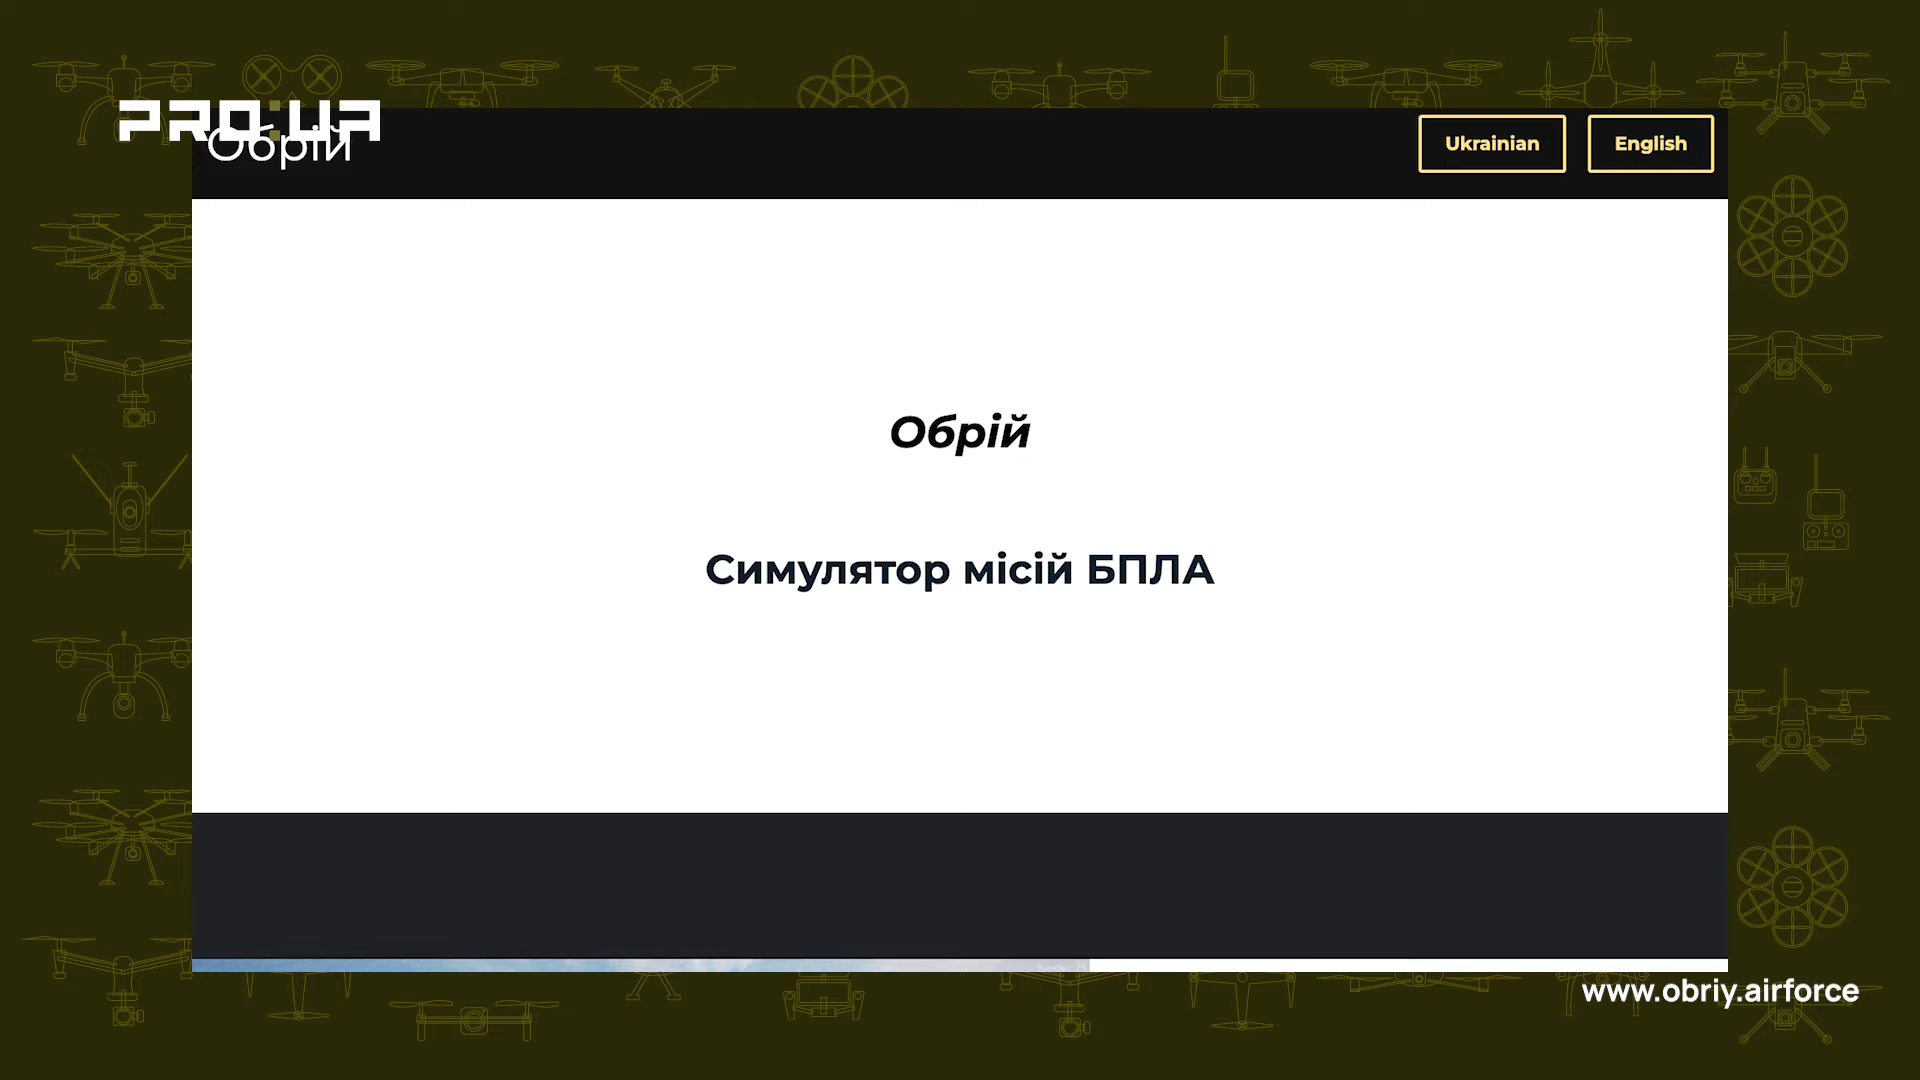 PRO:UA
Обрій
Ukrainian
English
Обрій
Симулятор місій БПЛА
www.obriy.airforce